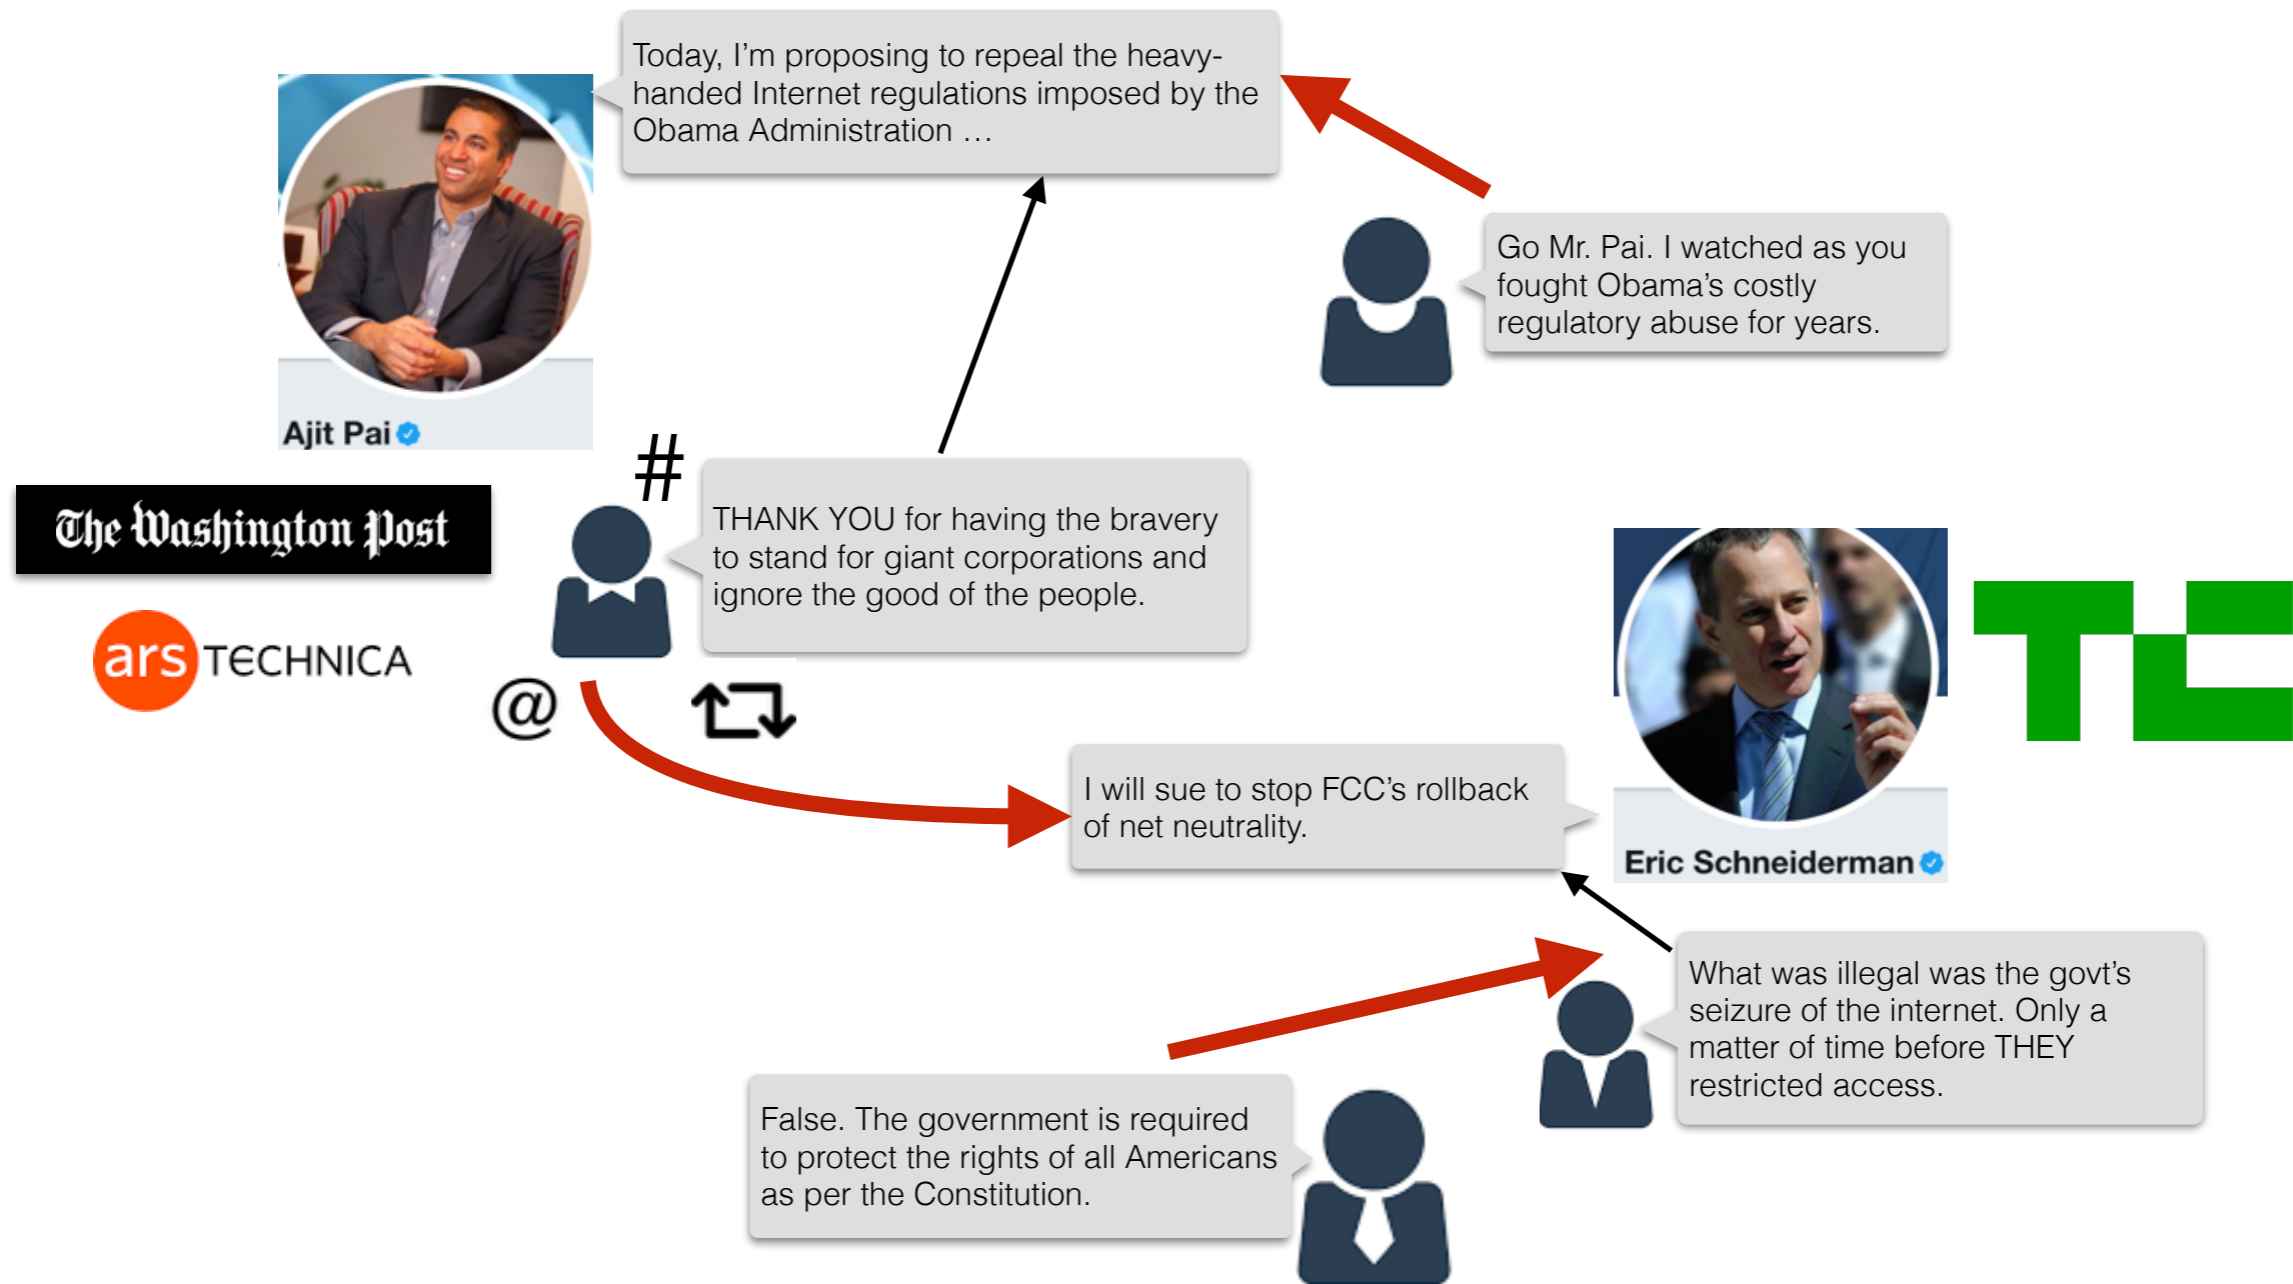 Today, I'm proposing to repeal the heavy-
handed Internet regulations imposed by the
Obama Administration …
Ajit Pai
Go Mr. Pai. I watched as you
fought Obama's costly
regulatory abuse for years.
#
The Washington Post
THANK YOU for having the bravery
to stand for giant corporations and
ignore the good of the people.
ars TECHNICA
@
TC
I will sue to stop FCC's rollback
of net neutrality.
Eric Schneiderman
What was illegal was the govt's
seizure of the internet. Only a
matter of time before THEY
restricted access.
False. The government is required
to protect the rights of all Americans
as per the Constitution.